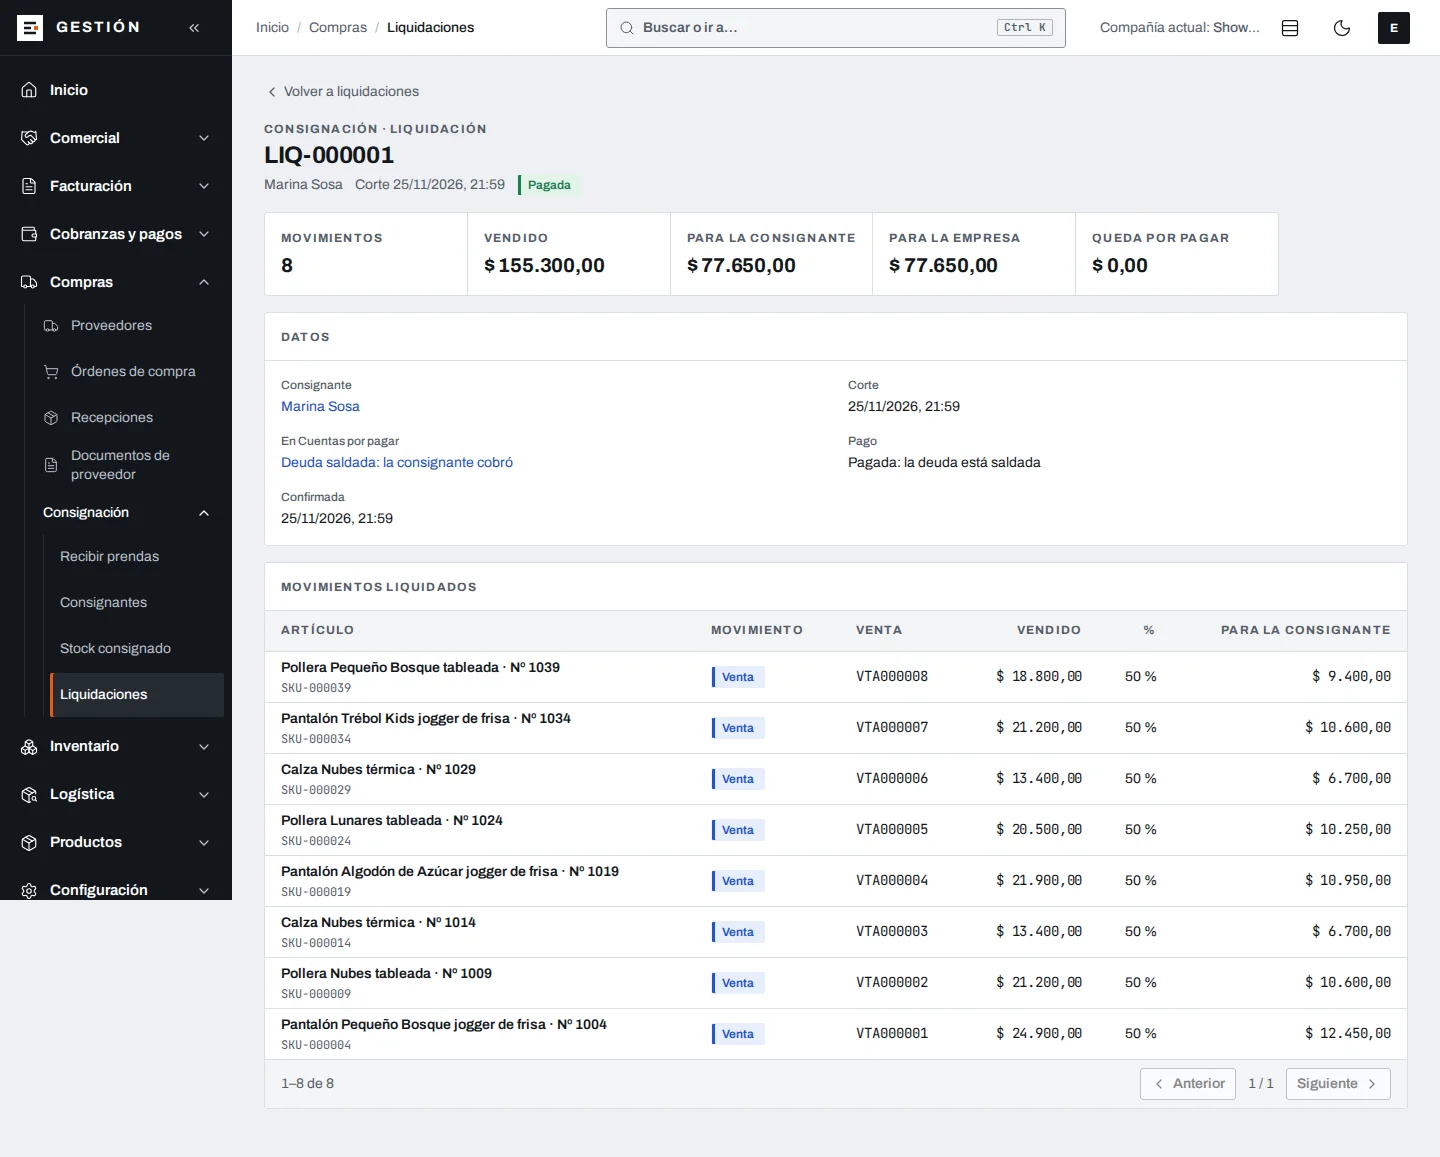 GESTIÓN
Inicio / Compras / Liquidaciones
Buscar o ir a...
Ctrl K
Compañía actual: Show...
E
Inicio
Comercial
Facturación
Cobranzas y pagos
Compras
Proveedores
Órdenes de compra
Recepciones
Documentos de
proveedor
Consignación
Recibir prendas
Consignantes
Stock consignado
Liquidaciones
Inventario
Logística
Productos
Configuración
Volver a liquidaciones
CONSIGNACIÓN · LIQUIDACIÓN
LIQ-000001
Marina Sosa Corte 25/11/2026, 21:59 Pagada
MOVIMIENTOS
8
VENDIDO
$ 155.300,00
PARA LA CONSIGNANTE
$ 77.650,00
PARA LA EMPRESA
$ 77.650,00
QUEDA POR PAGAR
$ 0,00
DATOS
Consignante
Marina Sosa
Corte
25/11/2026, 21:59
En Cuentas por pagar
Deuda saldada: la consignante cobró
Pago
Pagada: la deuda está saldada
Confirmada
25/11/2026, 21:59
MOVIMIENTOS LIQUIDADOS
ARTÍCULO MOVIMIENTO VENTA VENDIDO % PARA LA CONSIGNANTE
Pollera Pequeño Bosque tableada · Nº 1039
SKU-000039
Venta VTA000008 $ 18.800,00 50 % $ 9.400,00
Pantalón Trébol Kids jogger de frisa · Nº 1034
SKU-000034
Venta VTA000007 $ 21.200,00 50 % $ 10.600,00
Calza Nubes térmica · Nº 1029
SKU-000029
Venta VTA000006 $ 13.400,00 50 % $ 6.700,00
Pollera Lunares tableada · Nº 1024
SKU-000024
Venta VTA000005 $ 20.500,00 50 % $ 10.250,00
Pantalón Algodón de Azúcar jogger de frisa · Nº 1019
SKU-000019
Venta VTA000004 $ 21.900,00 50 % $ 10.950,00
Calza Nubes térmica · Nº 1014
SKU-000014
Venta VTA000003 $ 13.400,00 50 % $ 6.700,00
Pollera Nubes tableada · Nº 1009
SKU-000009
Venta VTA000002 $ 21.200,00 50 % $ 10.600,00
Pantalón Pequeño Bosque jogger de frisa · Nº 1004
SKU-000004
Venta VTA000001 $ 24.900,00 50 % $ 12.450,00
1–8 de 8
Anterior 1 / 1 Siguiente